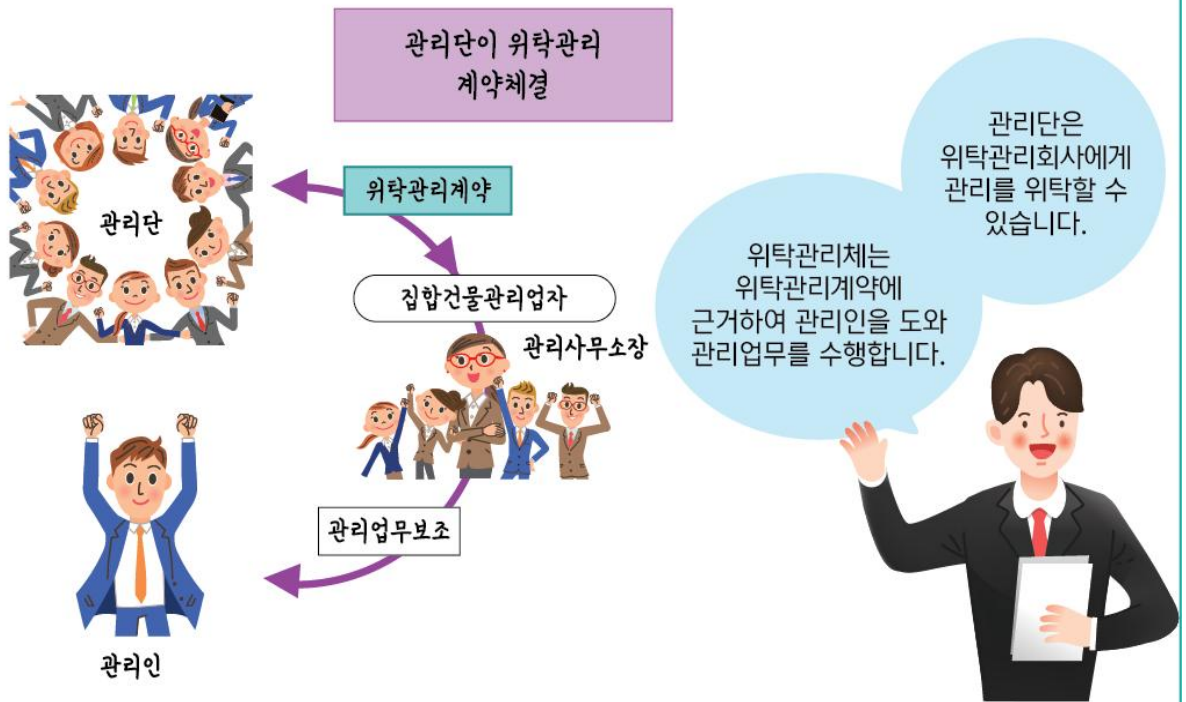 관리단이 위탁관리
계약체결
관리단
위탁관리계약
집합건물관리업자
관리사무소장
관리업무보조
관리인
관리단은
위탁관리회사에게
관리를 위탁할 수
있습니다.
위탁관리체는
위탁관리계약에
근거하여 관리인을 도와
관리업무를 수행합니다.